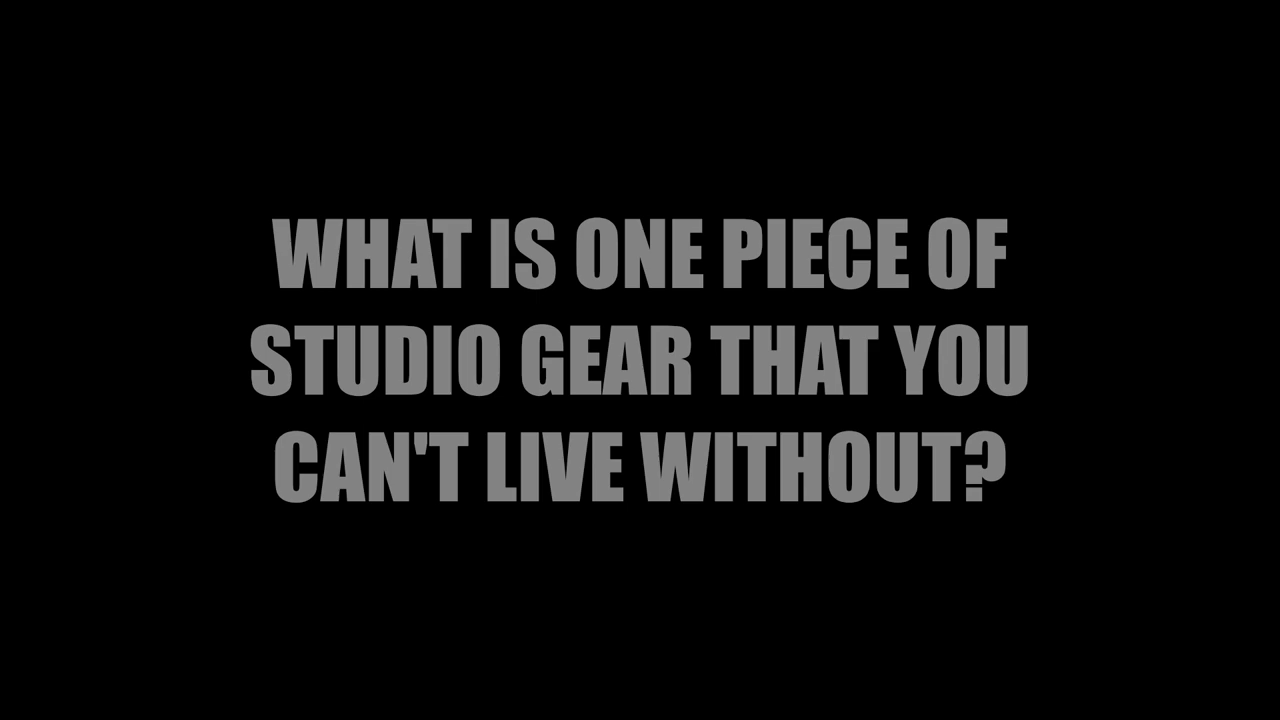 WHAT IS ONE PIECE OF
STUDIO GEAR THAT YOU
CAN'T LIVE WITHOUT?